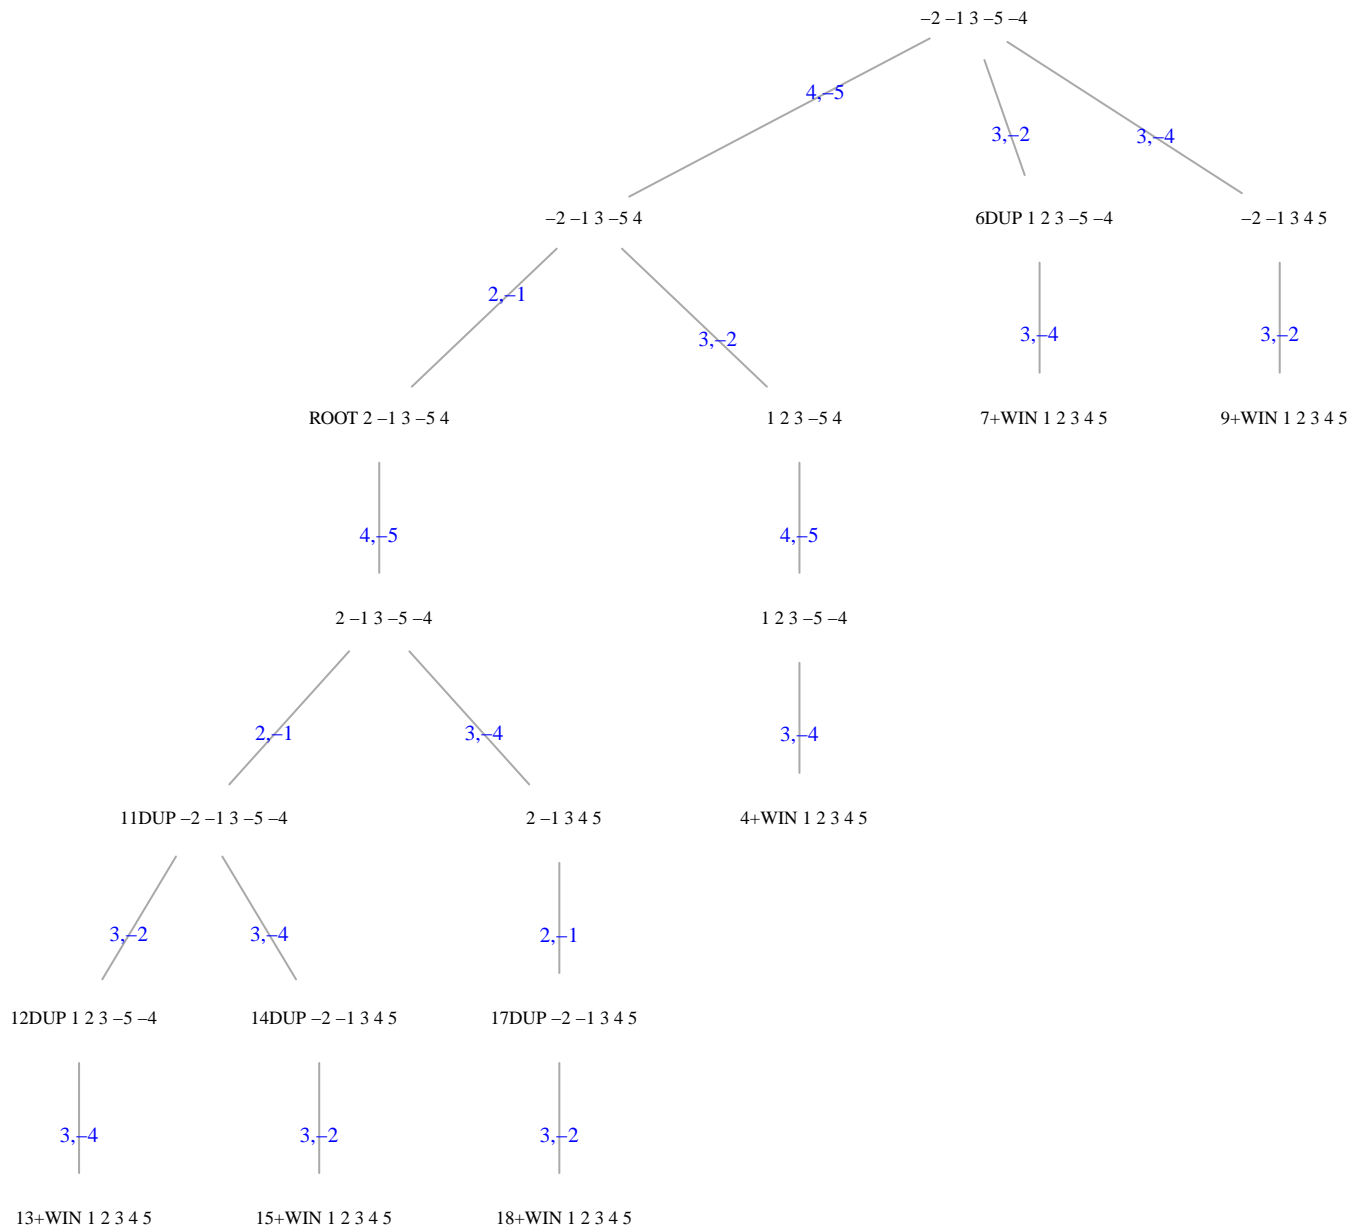 –2 –1 3 –5 –4
4,–5
3,–2
3,–4
–2 –1 3 –5 4
6DUP 1 2 3 –5 –4
–2 –1 3 4 5
2,–1
3,–2
3,–4
3,–2
ROOT 2 –1 3 –5 4
1 2 3 –5 4
7+WIN 1 2 3 4 5
9+WIN 1 2 3 4 5
4,–5
4,–5
2 –1 3 –5 –4
1 2 3 –5 –4
2,–1
3,–4
3,–4
11DUP –2 –1 3 –5 –4
2 –1 3 4 5
4+WIN 1 2 3 4 5
3,–2
3,–4
2,–1
12DUP 1 2 3 –5 –4
14DUP –2 –1 3 4 5
17DUP –2 –1 3 4 5
3,–4
3,–2
3,–2
13+WIN 1 2 3 4 5
15+WIN 1 2 3 4 5
18+WIN 1 2 3 4 5